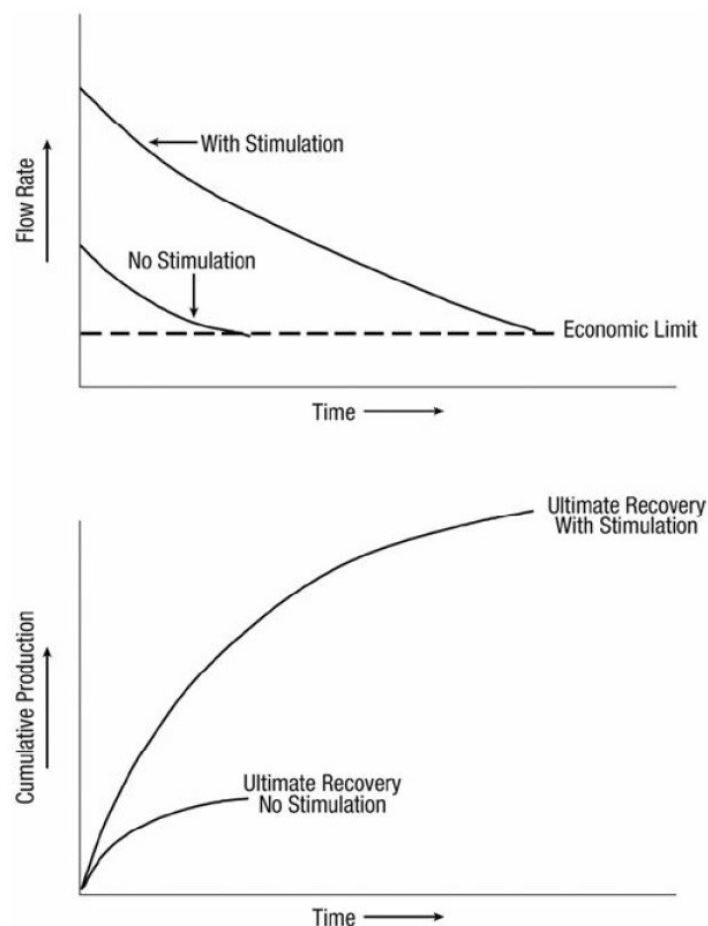 With Stimulation
Flow Rate
No Stimulation
Economic Limit
Time
Ultimate Recovery
With Stimulation
Cumulative Production
Ultimate Recovery
No Stimulation
Time